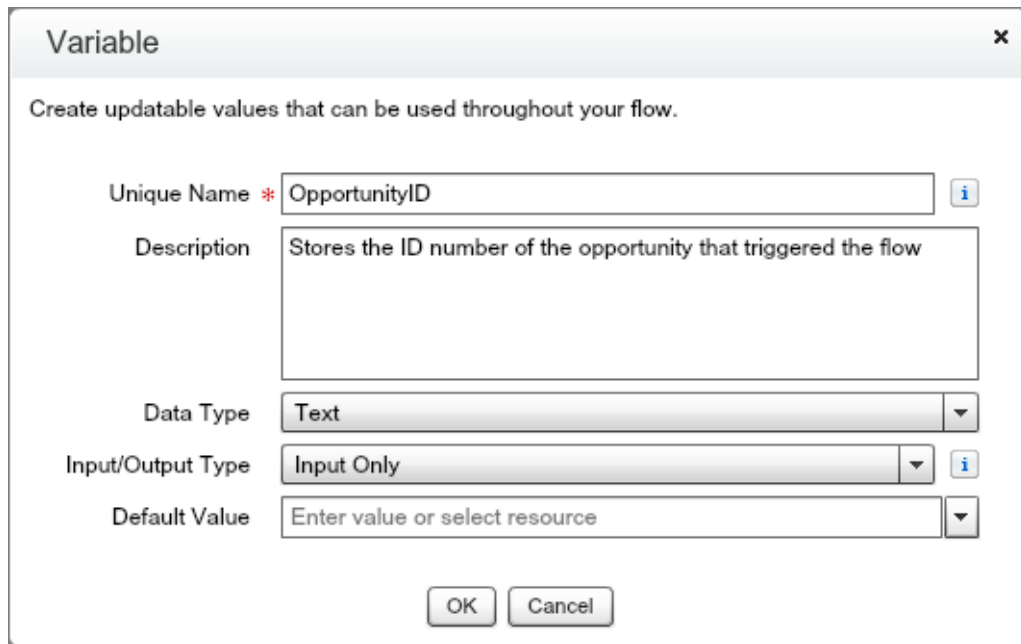 Variable
Create updatable values that can be used throughout your flow.
Unique Name * OpportunityID
Description Stores the ID number of the opportunity that triggered the flow
Data Type Text
Input/Output Type Input Only
Default Value Enter value or select resource
OK Cancel